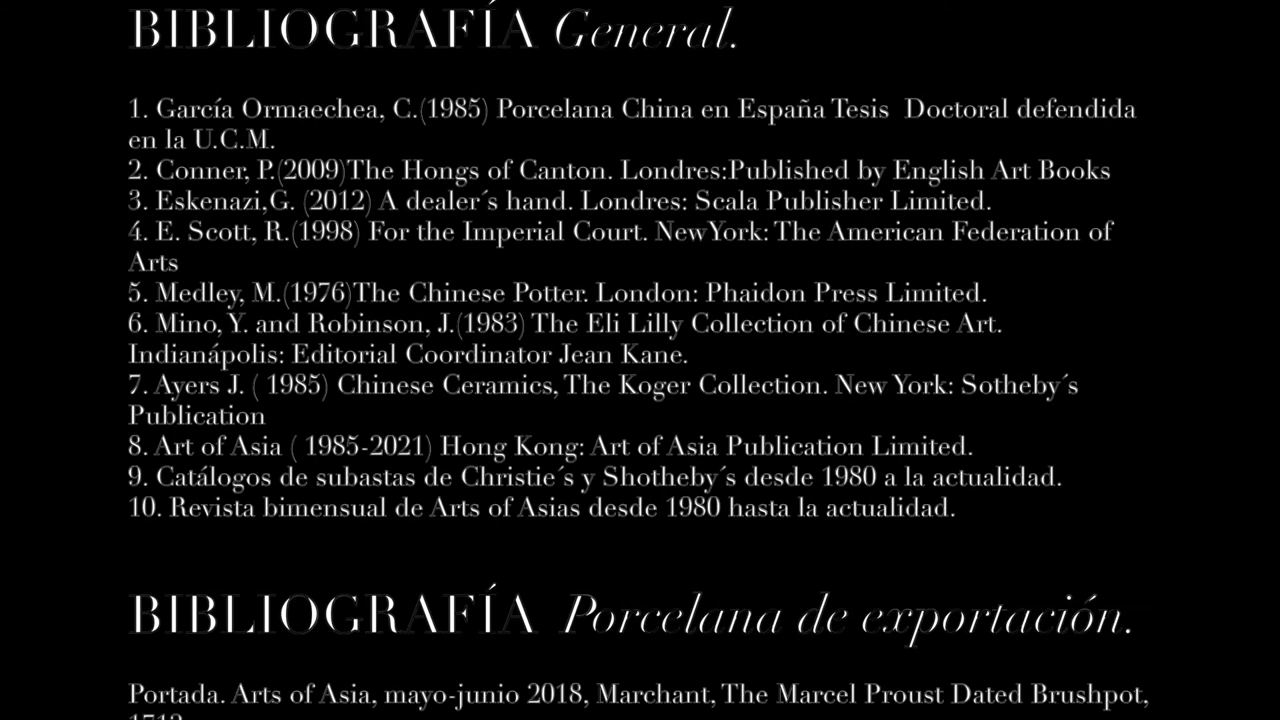 BIBLIOGRAFÍA General.
1. García Ormaechea, C.(1985) Porcelana China en España Tesis  Doctoral defendida
en la U.C.M.
2. Conner, P.(2009)The Hongs of Canton. Londres:Published by English Art Books
3. Eskenazi,G. (2012) A dealer´s hand. Londres: Scala Publisher Limited.
4. E. Scott, R.(1998) For the Imperial Court. NewYork: The American Federation of
Arts
5. Medley, M.(1976)The Chinese Potter. London: Phaidon Press Limited.
6. Mino, Y. and Robinson, J.(1983) The Eli Lilly Collection of Chinese Art.
Indianápolis: Editorial Coordinator Jean Kane.
7. Ayers J. ( 1985) Chinese Ceramics, The Koger Collection. New York: Sotheby´s
Publication
8. Art of Asia ( 1985-2021) Hong Kong: Art of Asia Publication Limited.
9. Catálogos de subastas de Christie´s y Shotheby´s desde 1980 a la actualidad.
10. Revista bimensual de Arts of Asias desde 1980 hasta la actualidad.
BIBLIOGRAFÍA Porcelana de exportación.
Portada. Arts of Asia, mayo-junio 2018, Marchant, The Marcel Proust Dated Brushpot,